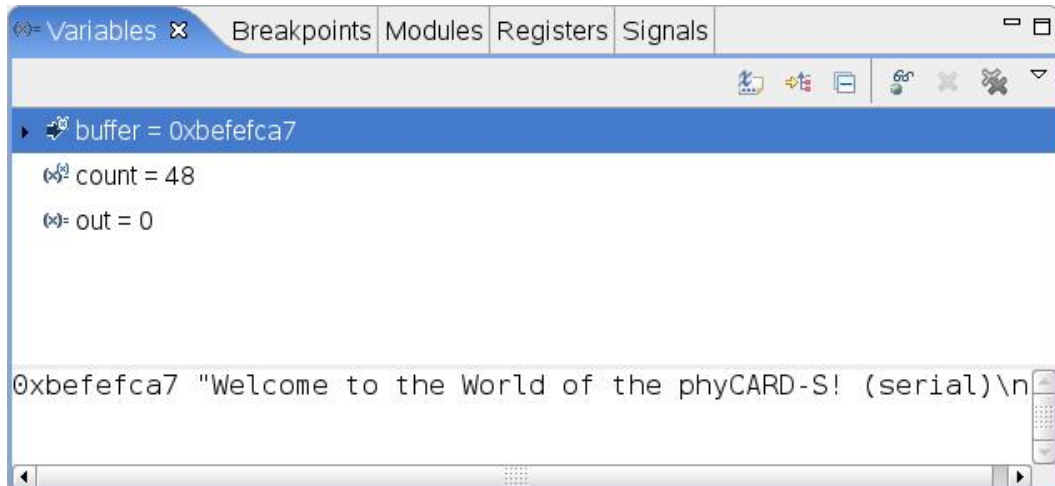 (x)= Variables Breakpoints Modules Registers Signals
buffer = 0xbefefca7
count = 48
(x)= out = 0
0xbefefca7 "Welcome to the World of the phyCARD-S! (serial)\n